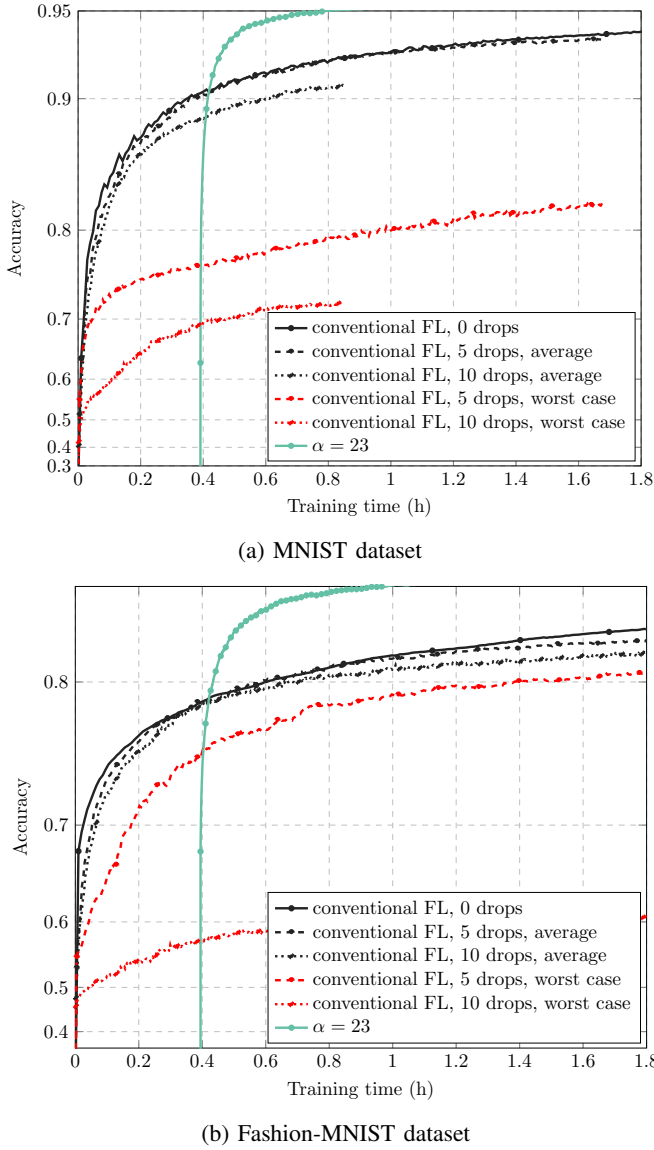 0.95
0.9
0.8
0.7
0.6
0.5
0.4
0.3
Accuracy
conventional FL, 0 drops
conventional FL, 5 drops, average
conventional FL, 10 drops, average
conventional FL, 5 drops, worst case
conventional FL, 10 drops, worst case
α = 23
0 0.2 0.4 0.6 0.8 1 1.2 1.4 1.6 1.8
Training time (h)
(a) MNIST dataset
0.8
0.7
0.6
0.5
0.4
Accuracy
conventional FL, 0 drops
conventional FL, 5 drops, average
conventional FL, 10 drops, average
conventional FL, 5 drops, worst case
conventional FL, 10 drops, worst case
α = 23
0 0.2 0.4 0.6 0.8 1 1.2 1.4 1.6 1.8
Training time (h)
(b) Fashion-MNIST dataset